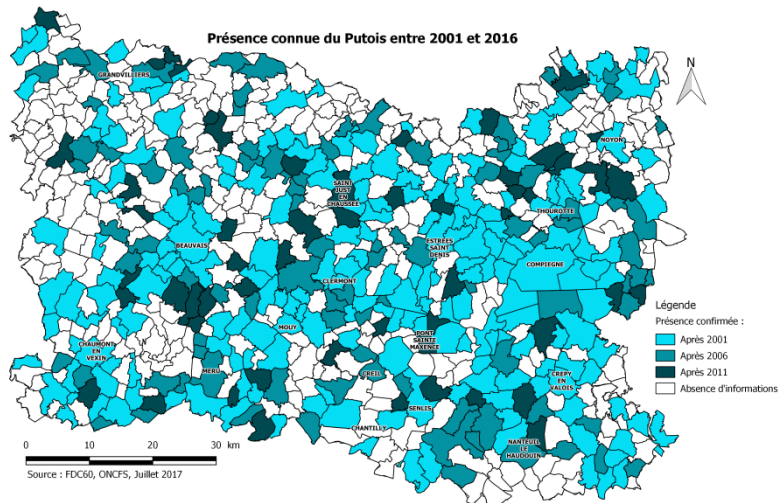 Présence connue du Putois entre 2001 et 2016
N
GRANDVILLIERS
NOYON
SAINT
JUST
EN
CHAUSSEE
THOUROTTE
BEAUVAIS
ESTRÉES
SAINT
DENIS
COMPIEGNE
CLERMONT
MOUY
PONT
SAINTE
MAXENCE
CHAUMONT
EN
VEXIN
MERU
CREIL
CREPY
EN
VALOIS
SENLIS
CHANTILLY
NANTEUIL
LE
HAUDOUIN
Légende
Présence confirmée :
Après 2001
Après 2006
Après 2011
Absence d'informations
0 10 20 30 km
Source : FDC60, ONCFS, Juillet 2017